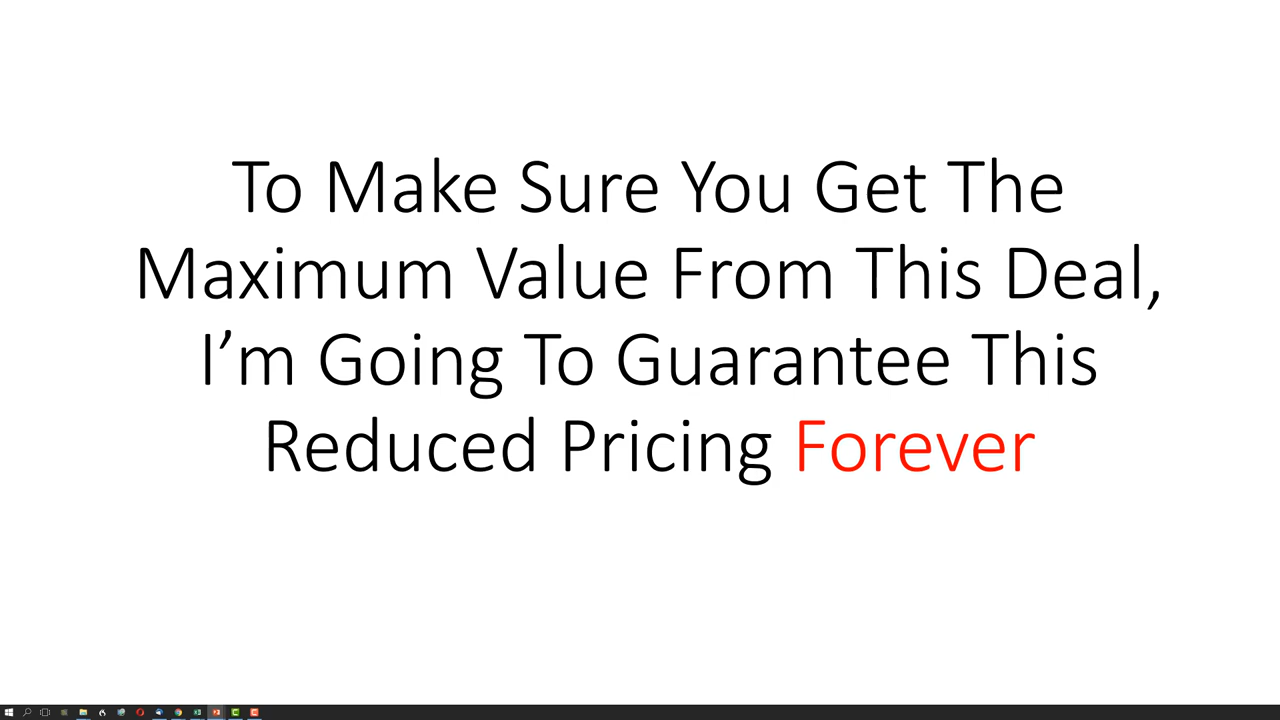 To Make Sure You Get The
Maximum Value From This Deal,
I’m Going To Guarantee This
Reduced Pricing Forever